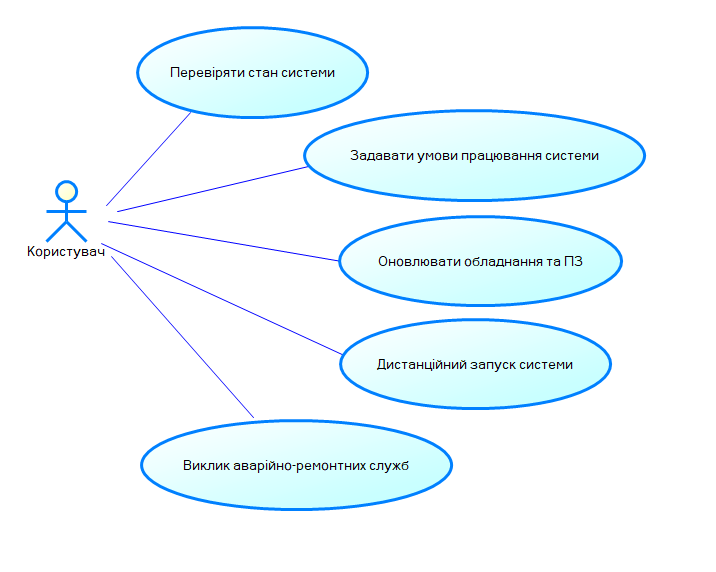 Перевіряти стан системи
Задавати умови працювання системи
Користувач
Оновлювати обладнання та ПЗ
Дистанційний запуск системи
Виклик аварійно-ремонтних служб